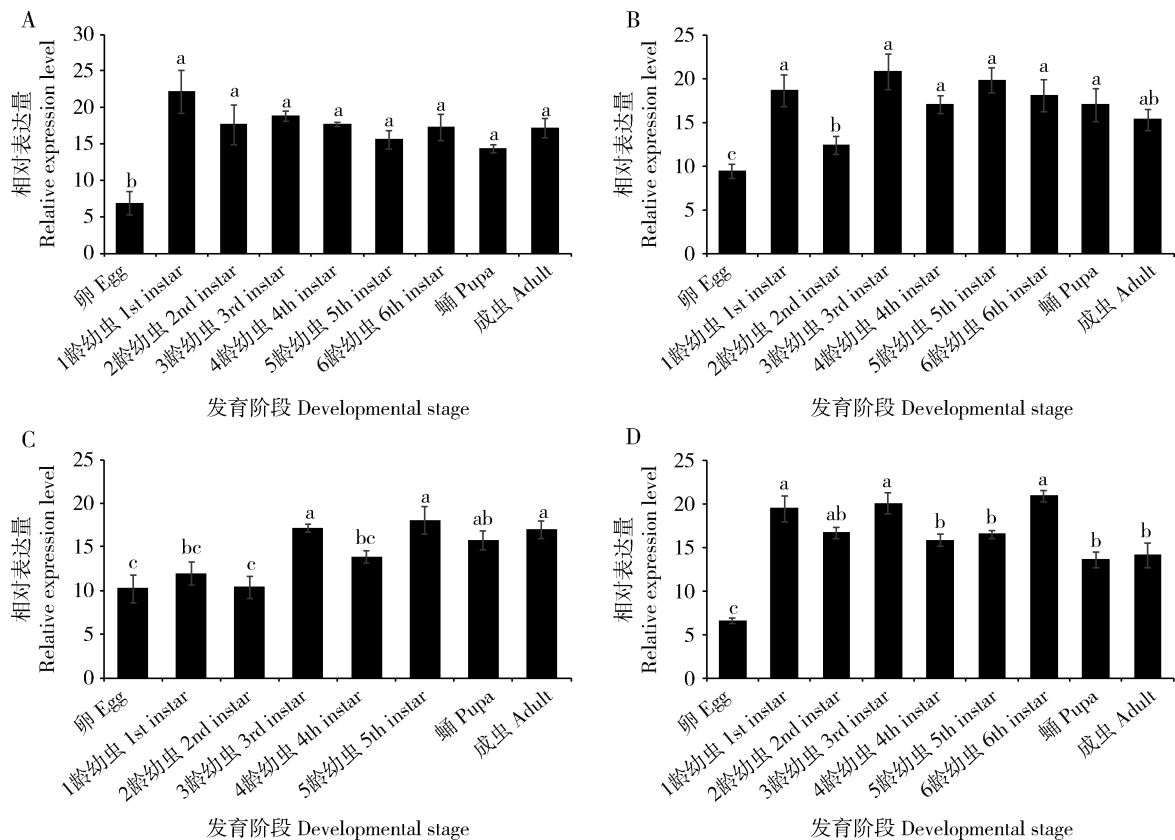 A
相对表达量
Relative expression level
30
25
20
15
10
5
0
b
a
a
a
a
a
a
a
a
卵 Egg
1龄幼虫 1st instar
2龄幼虫 2nd instar
3龄幼虫 3rd instar
4龄幼虫 4th instar
5龄幼虫 5th instar
6龄幼虫 6th instar
蛹 Pupa
成虫 Adult
发育阶段 Developmental stage
B
相对表达量
Relative expression level
25
20
15
10
5
0
c
a
b
a
a
a
a
a
ab
卵 Egg
1龄幼虫 1st instar
2龄幼虫 2nd instar
3龄幼虫 3rd instar
4龄幼虫 4th instar
5龄幼虫 5th instar
6龄幼虫 6th instar
蛹 Pupa
成虫 Adult
发育阶段 Developmental stage
C
相对表达量
Relative expression level
25
20
15
10
5
0
c
bc
c
a
bc
a
ab
a
卵 Egg
1龄幼虫 1st instar
2龄幼虫 2nd instar
3龄幼虫 3rd instar
4龄幼虫 4th instar
5龄幼虫 5th instar
蛹 Pupa
成虫 Adult
发育阶段 Developmental stage
D
相对表达量
Relative expression level
25
20
15
10
5
0
c
a
ab
a
b
b
a
b
b
卵 Egg
1龄幼虫 1st instar
2龄幼虫 2nd instar
3龄幼虫 3rd instar
4龄幼虫 4th instar
5龄幼虫 5th instar
6龄幼虫 6th instar
蛹 Pupa
成虫 Adult
发育阶段 Developmental stage